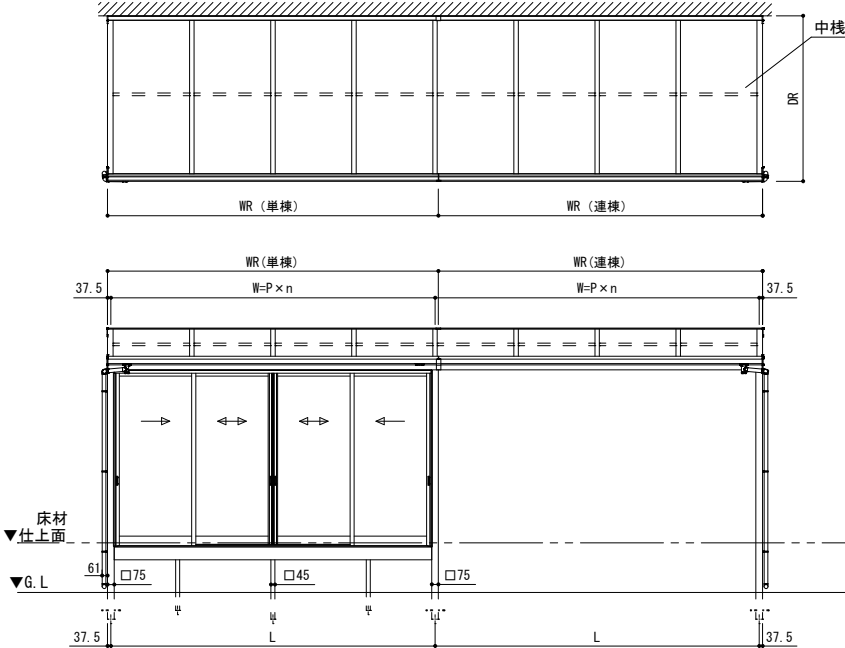 中桟
DR
WR (単棟)
WR (連棟)
WR(単棟)
WR(連棟)
37.5
W=P×n
W=P×n
37.5
床材
▼仕上面
61
□75
□45
□75
▼G.L
37.5
L
L
37.5